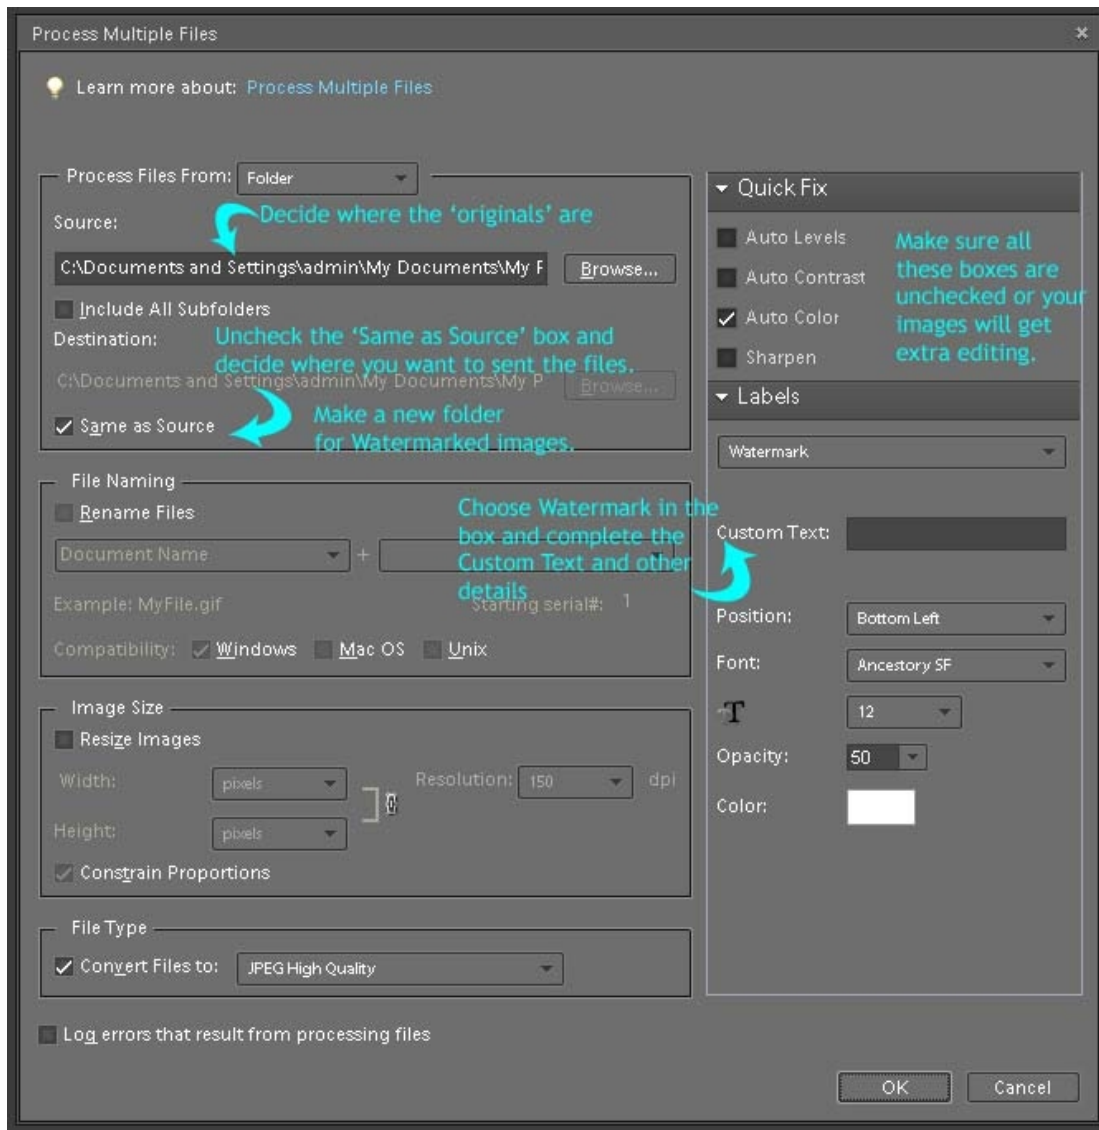 Process Multiple Files
Learn more about: Process Multiple Files
Process Files From: Folder
Decide where the 'originals' are
Source:
C:\Documents and Settings\admin\My Documents\My F
Browse...
Include All Subfolders
Destination:
Uncheck the 'Same as Source' box and
decide where you want to sent the files.
C:\Documents and Settings\admin\My Documents\My P
Browse...
Same as Source
Make a new folder
for Watermarked images.
File Naming
Rename Files
Document Name
+
Example: MyFile.gif
Starting serial#: 1
Compatibility: Windows Mac OS Unix
Choose Watermark in the
box and complete the
Custom Text and other
details
Image Size
Resize Images
Width: pixels
Resolution: 150 dpi
Height: pixels
Constrain Proportions
File Type
Convert Files to: JPEG High Quality
Log errors that result from processing files
Quick Fix
Auto Levels
Auto Contrast
Auto Color
Sharpen
Make sure all
these boxes are
unchecked or your
images will get
extra editing.
Labels
Watermark
Custom Text:
Position: Bottom Left
Font: Ancestory SF
T 12
Opacity: 50
Color:
OK Cancel